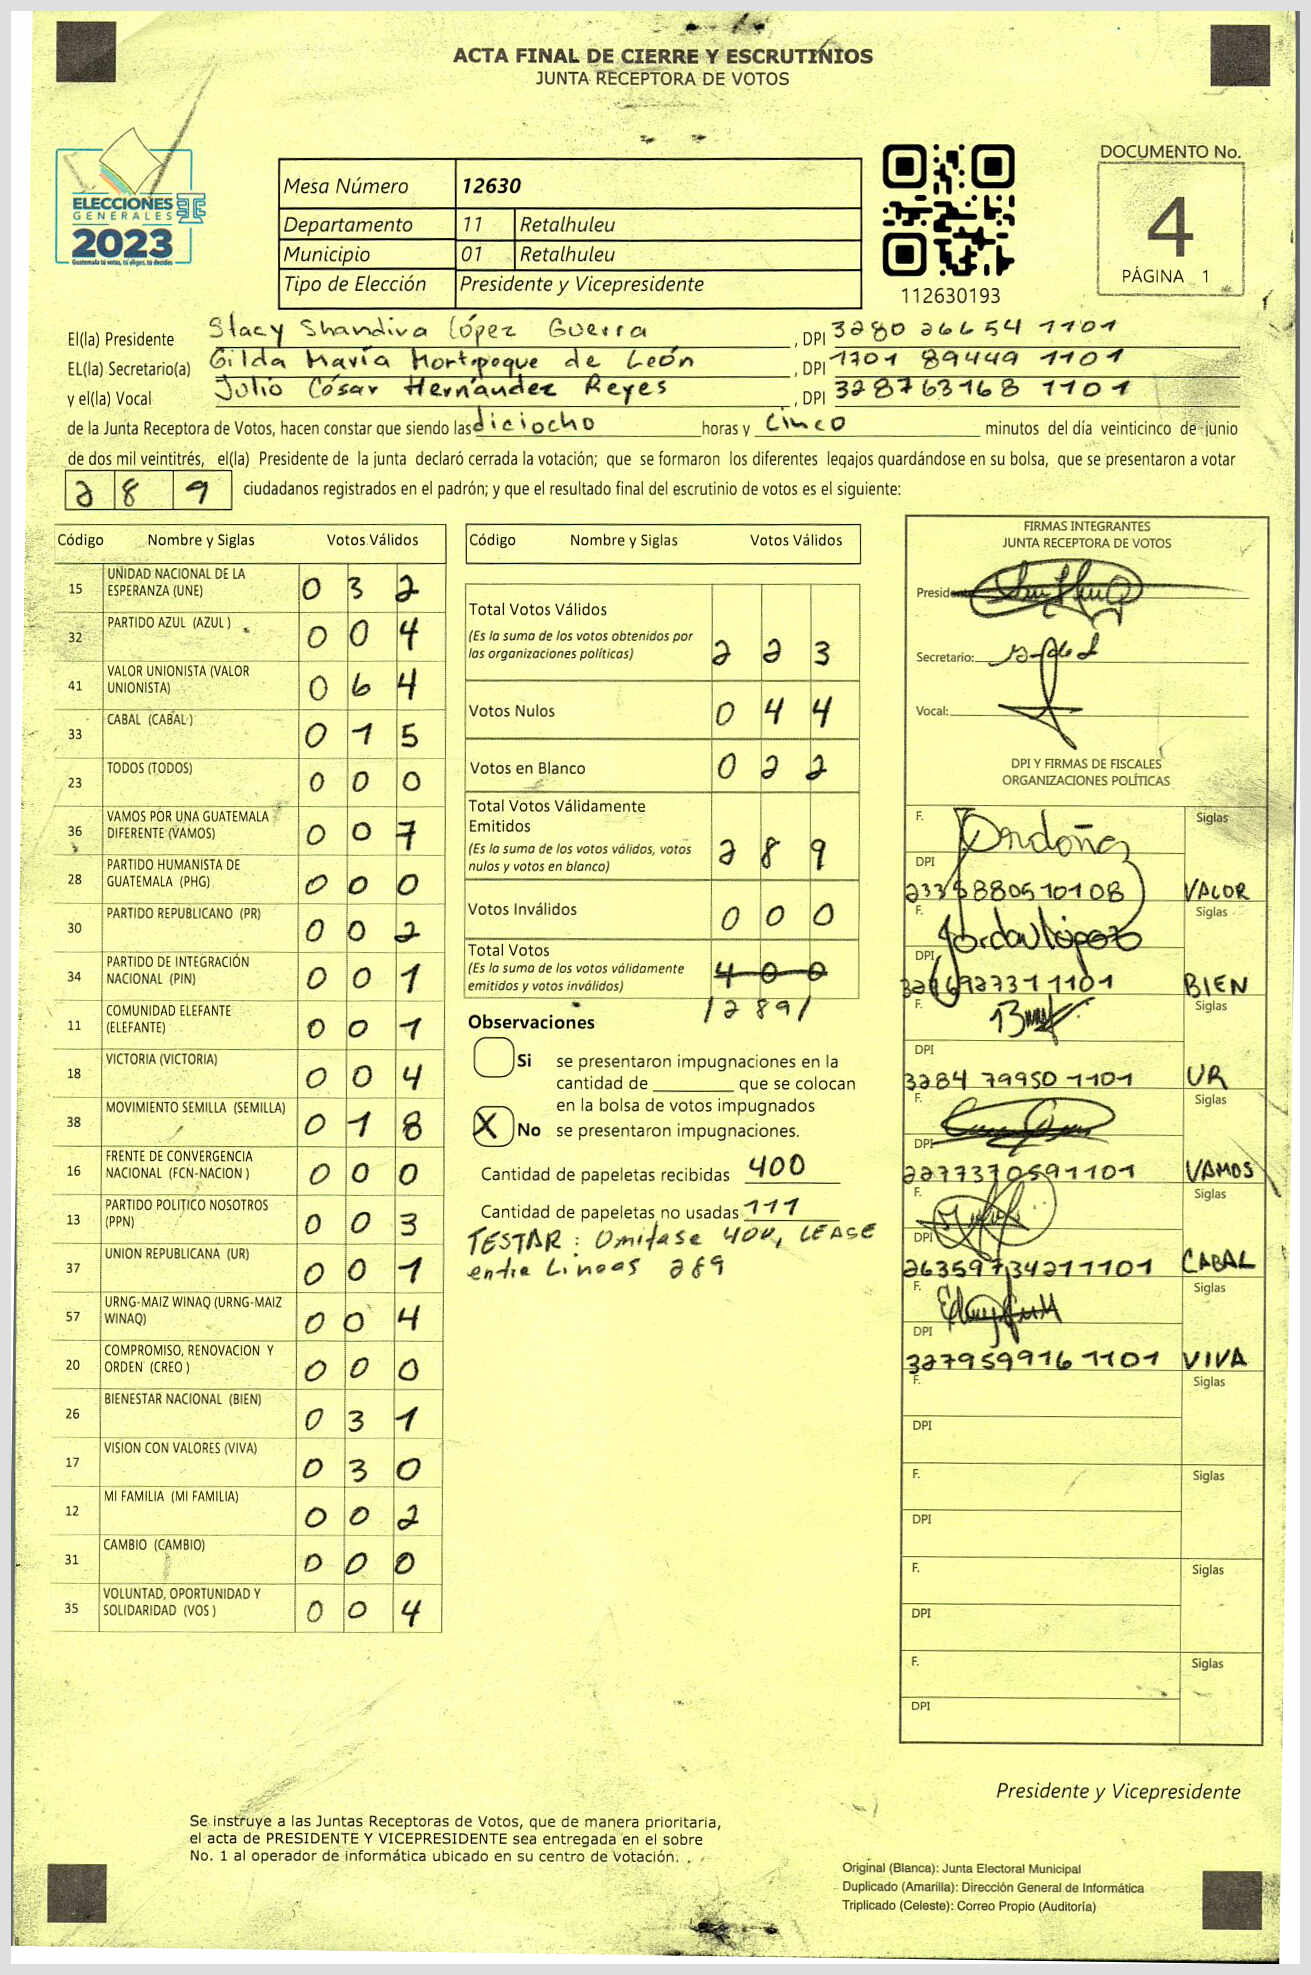 ACTA FINAL DE CIERRE Y ESCRUTINIOS
JUNTA RECEPTORA DE VOTOS
ELECCIONES
GENERALES
2023
Guatemala tú votas, tú eliges, tú decides
Mesa Número 12630
Departamento 11 Retalhuleu
Municipio 01 Retalhuleu
Tipo de Elección Presidente y Vicepresidente
112630193
DOCUMENTO No.
4
PÁGINA 1
El(la) Presidente Stacy Shandiva López Guerra, DPI 3280 26654 1101
EL(la) Secretario(a) Gilda María de León, DPI 1701 89449 1101
y el(la) Vocal Julio César Hernández Reyes, DPI 328763168 1101
de la Junta Receptora de Votos, hacen constar que siendo las diciocho horas y cinco minutos del día veinticinco de junio
de dos mil veintitrés, el(la) Presidente de la junta declaró cerrada la votación; que se formaron los diferentes legajos guardándose en su bolsa, que se presentaron a votar
289 ciudadanos registrados en el padrón; y que el resultado final del escrutinio de votos es el siguiente:
Código Nombre y Siglas Votos Válidos
15 UNIDAD NACIONAL DE LA ESPERANZA (UNE) 0 3 2
32 PARTIDO AZUL (AZUL ) 0 0 4
41 VALOR UNIONISTA (VALOR UNIONISTA) 0 6 4
33 CABAL (CABAL ) 0 1 5
23 TODOS (TODOS) 0 0 0
36 VAMOS POR UNA GUATEMALA DIFERENTE (VAMOS) 0 0 7
28 PARTIDO HUMANISTA DE GUATEMALA (PHG) 0 0 0
30 PARTIDO REPUBLICANO (PR) 0 0 2
34 PARTIDO DE INTEGRACIÓN NACIONAL (PIN) 0 0 1
11 COMUNIDAD ELEFANTE (ELEFANTE) 0 0 1
18 VICTORIA (VICTORIA) 0 0 4
38 MOVIMIENTO SEMILLA (SEMILLA) 0 1 8
16 FRENTE DE CONVERGENCIA NACIONAL (FCN-NACION ) 0 0 0
13 PARTIDO POLITICO NOSOTROS (PPN) 0 0 3
37 UNION REPUBLICANA (UR) 0 0 1
57 URNG-MAIZ WINAQ (URNG-MAIZ WINAQ) 0 0 4
20 COMPROMISO, RENOVACION Y ORDEN (CREO ) 0 0 0
26 BIENESTAR NACIONAL (BIEN) 0 3 1
17 VISION CON VALORES (VIVA) 0 3 0
12 MI FAMILIA (MI FAMILIA) 0 0 2
31 CAMBIO (CAMBIO) 0 0 0
35 VOLUNTAD, OPORTUNIDAD Y SOLIDARIDAD (VOS ) 0 0 4
Código Nombre y Siglas Votos Válidos
Total Votos Válidos
(Es la suma de los votos obtenidos por
las organizaciones políticas) 2 2 3
Votos Nulos 0 4 4
Votos en Blanco 0 2 2
Total Votos Válidamente
Emitidos
(Es la suma de los votos válidos, votos
nulos y votos en blanco) 2 8 9
Votos Inválidos 0 0 0
Total Votos
(Es la suma de los votos válidamente
emitidos y votos inválidos) 4 0 0
/ 2 8 9 /
Observaciones
Si se presentaron impugnaciones en la
cantidad de ________ que se colocan
en la bolsa de votos impugnados
X No se presentaron impugnaciones.
Cantidad de papeletas recibidas 400
Cantidad de papeletas no usadas 111
TESTAR: Omitase 400, LEASE
entre Lineas 289
FIRMAS INTEGRANTES
JUNTA RECEPTORA DE VOTOS
Presidente
Secretario:
Vocal:
DPI Y FIRMAS DE FISCALES
ORGANIZACIONES POLÍTICAS
F. Siglas
DPI
VALOR
F. Jordan López Siglas
DPI
BIEN
F. Siglas
DPI
3284 79950 1101 UR
F. Siglas
DPI
2277370591101 VAMOS
F. Siglas
DPI
2635973421 1101 CABAL
F. Siglas
DPI
327959916 1101 VIVA
F. Siglas
DPI
F. Siglas
DPI
F. Siglas
DPI
F. Siglas
DPI
Presidente y Vicepresidente
Se instruye a las Juntas Receptoras de Votos, que de manera prioritaria,
el acta de PRESIDENTE Y VICEPRESIDENTE sea entregada en el sobre
No. 1 al operador de informática ubicado en su centro de votación.
Original (Blanca): Junta Electoral Municipal
Duplicado (Amarilla): Dirección General de Informática
Triplicado (Celeste): Correo Propio (Auditoría)